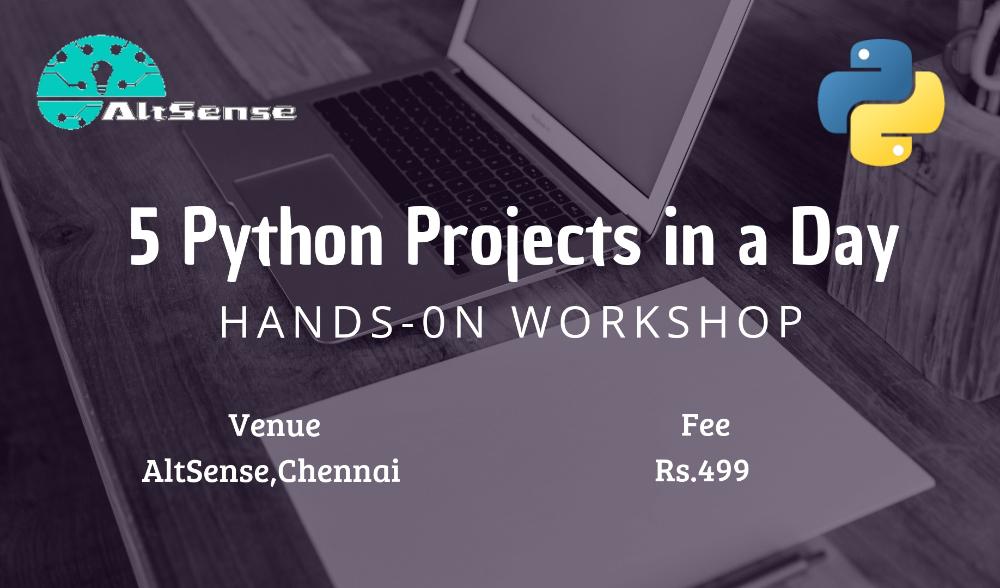 AltSense
5 Python Projects in a Day
HANDS-0N WORKSHOP
Venue
AltSense,Chennai
Fee
Rs.499